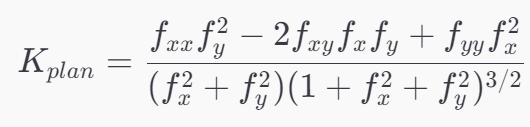 $K_{plan} = \frac{f_{xx}f_y^2 - 2f_{xy}f_xf_y + f_{yy}f_x^2}{(f_x^2 + f_y^2)(1 + f_x^2 + f_y^2)^{3/2}}$